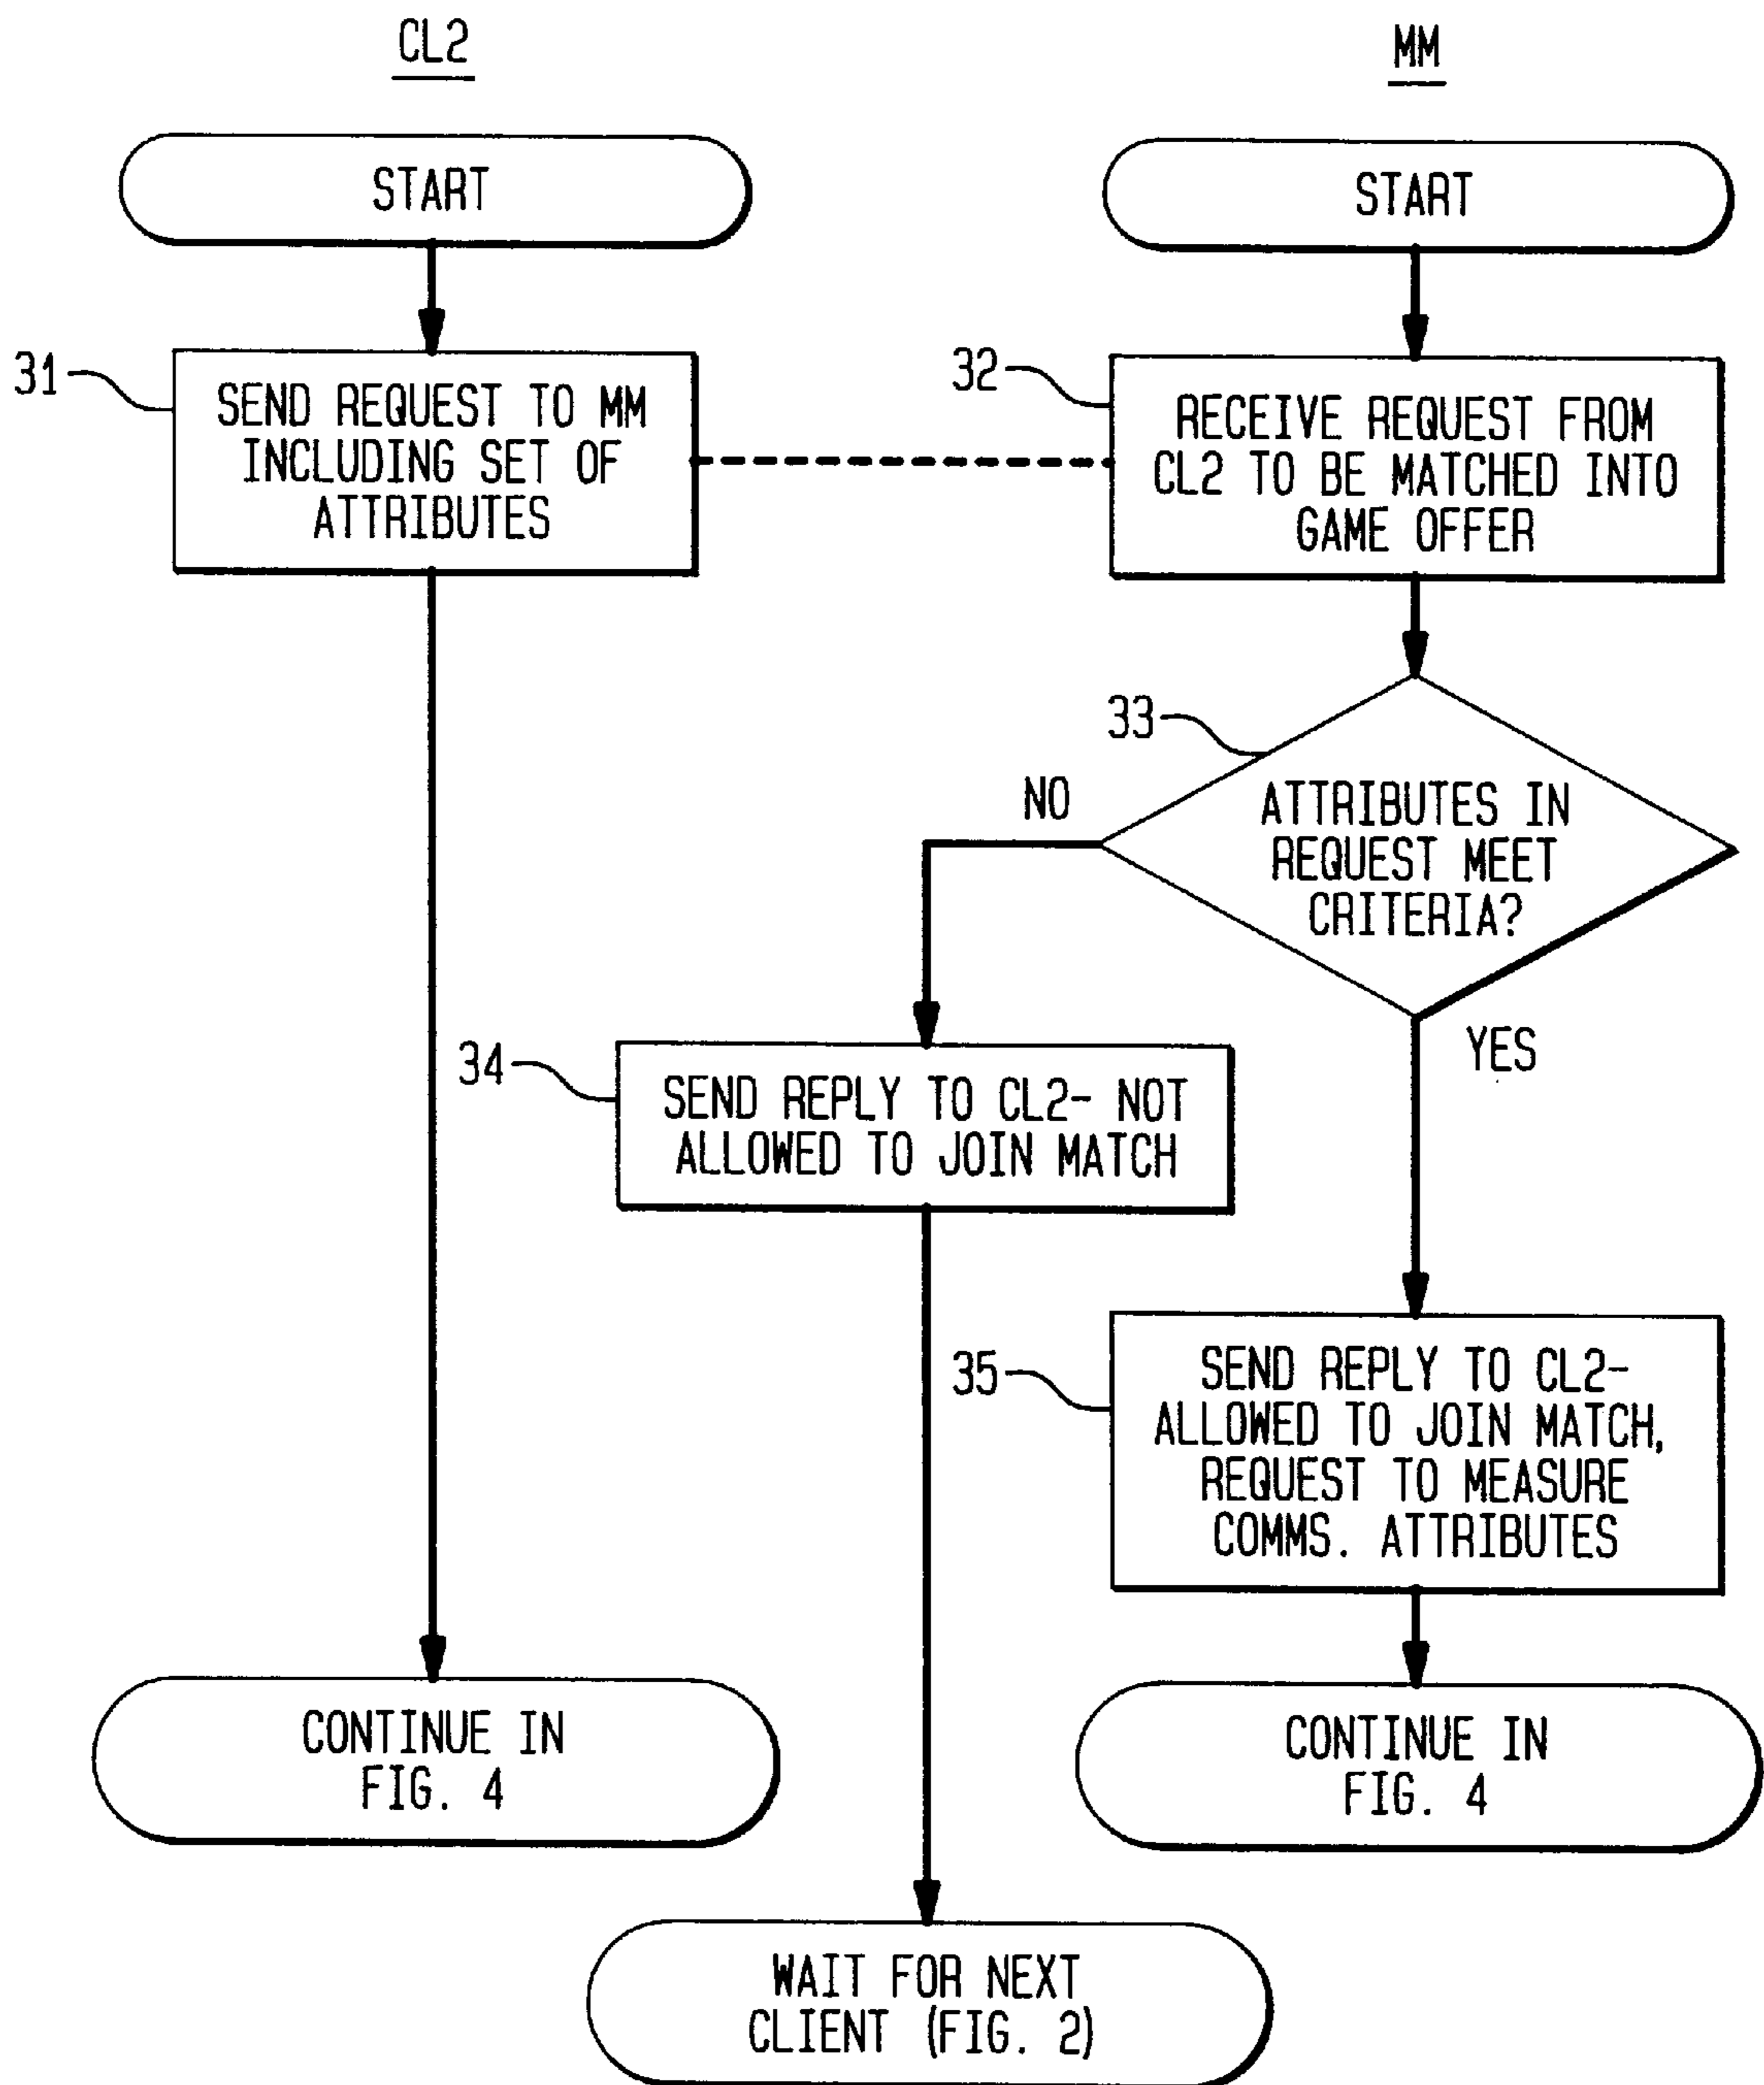 CL2
MM
START
START
31
SEND REQUEST TO MM
INCLUDING SET OF
ATTRIBUTES
32
RECEIVE REQUEST FROM
CL2 TO BE MATCHED INTO
GAME OFFER
33
NO
ATTRIBUTES IN
REQUEST MEET
CRITERIA?
YES
34
SEND REPLY TO CL2- NOT
ALLOWED TO JOIN MATCH
35
SEND REPLY TO CL2-
ALLOWED TO JOIN MATCH,
REQUEST TO MEASURE
COMMS. ATTRIBUTES
CONTINUE IN
FIG. 4
CONTINUE IN
FIG. 4
WAIT FOR NEXT
CLIENT (FIG. 2)